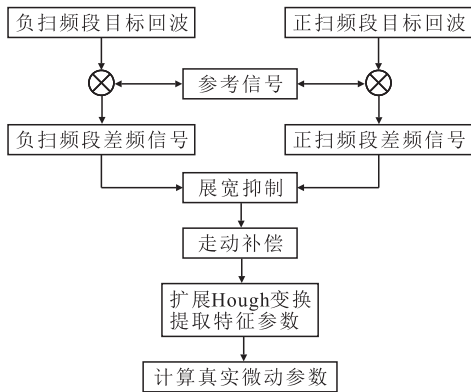 负扫频段目标回波
正扫频段目标回波
参考信号
负扫频段差频信号
正扫频段差频信号
展宽抑制
走动补偿
扩展Hough变换
提取特征参数
计算真实微动参数